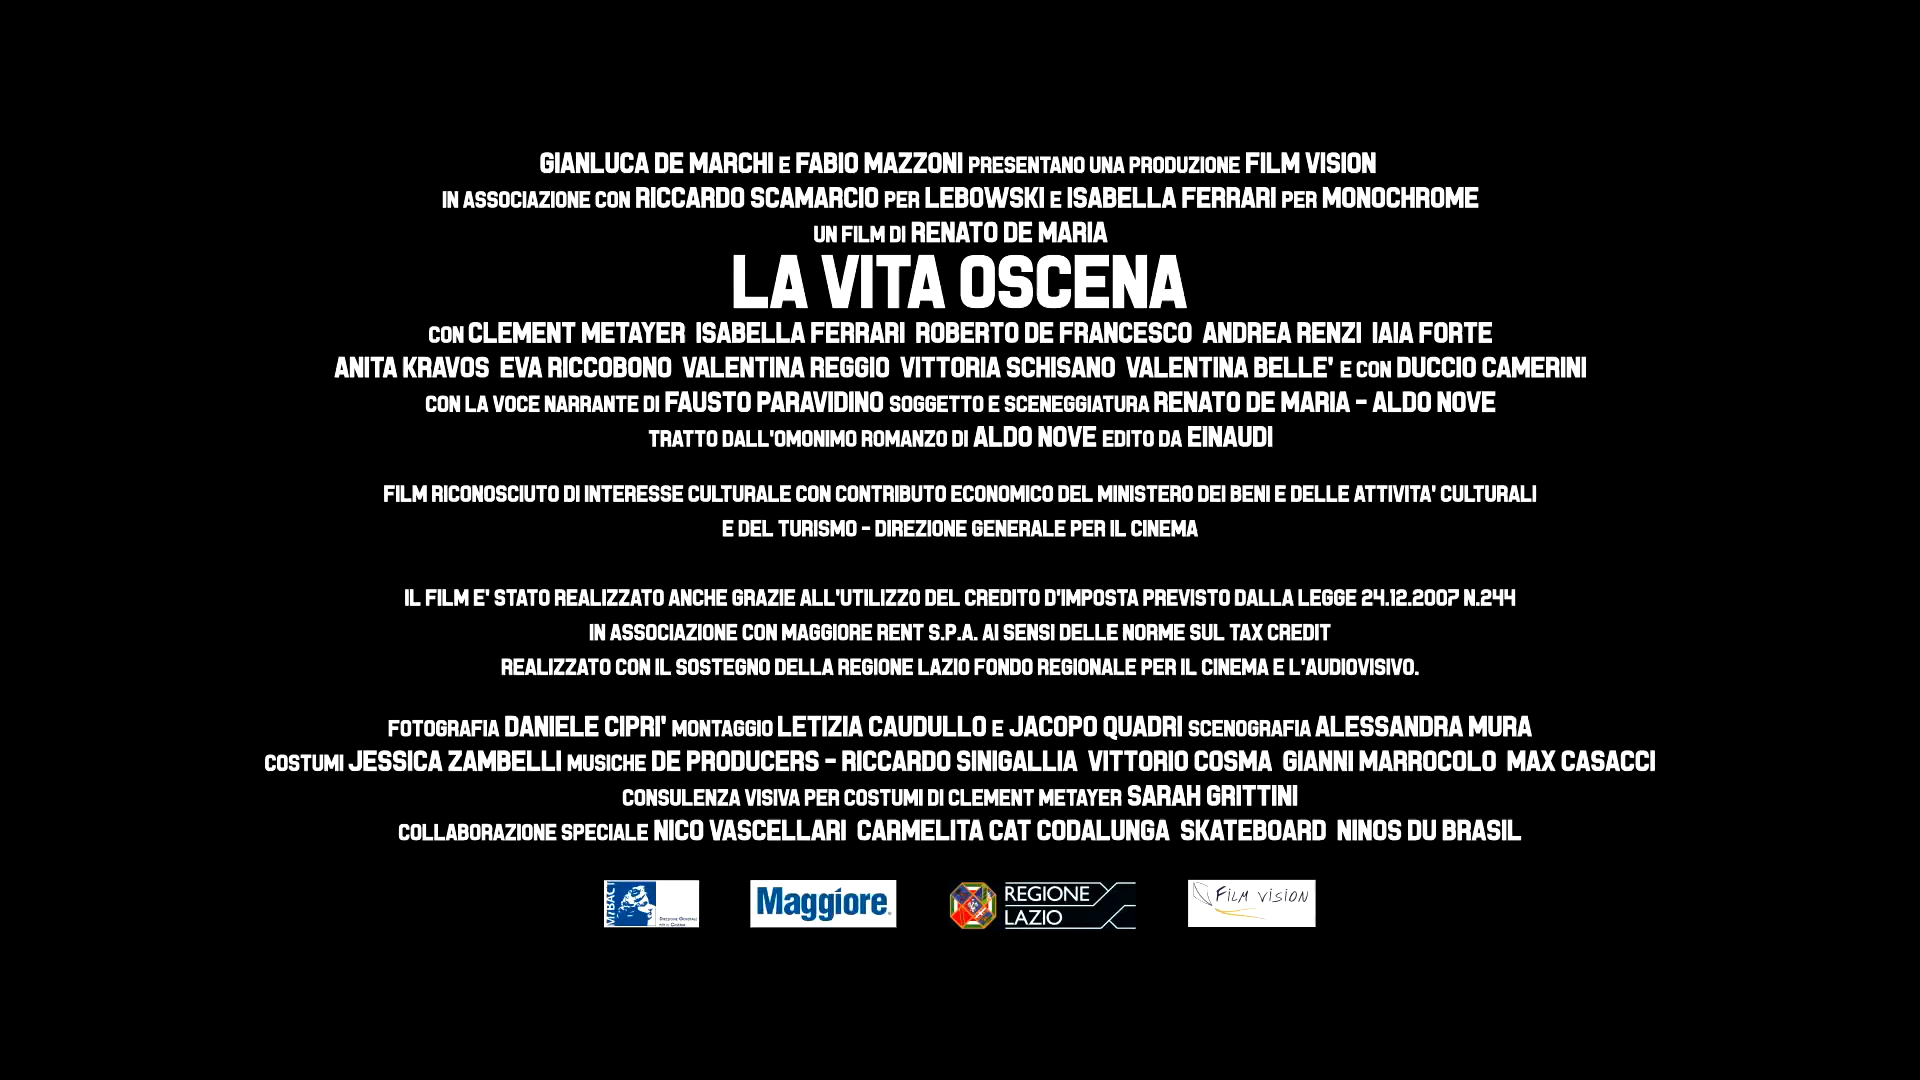 GIANLUCA DE MARCHI E FABIO MAZZONI PRESENTANO UNA PRODUZIONE FILM VISION
IN ASSOCIAZIONE CON RICCARDO SCAMARCIO PER LEBOWSKI E ISABELLA FERRARI PER MONOCHROME
UN FILM DI RENATO DE MARIA
LA VITA OSCENA
CON CLEMENT METAYER ISABELLA FERRARI ROBERTO DE FRANCESCO ANDREA RENZI IAIA FORTE
ANITA KRAVOS EVA RICCOBONO VALENTINA REGGIO VITTORIA SCHISANO VALENTINA BELLE' E CON DUCCIO CAMERINI
CON LA VOCE NARRANTE DI FAUSTO PARAVIDINO SOGGETTO E SCENEGGIATURA RENATO DE MARIA - ALDO NOVE
TRATTO DALL'OMONIMO ROMANZO DI ALDO NOVE EDITO DA EINAUDI
FILM RICONOSCIUTO DI INTERESSE CULTURALE CON CONTRIBUTO ECONOMICO DEL MINISTERO DEI BENI E DELLE ATTIVITA' CULTURALI
E DEL TURISMO - DIREZIONE GENERALE PER IL CINEMA
IL FILM E' STATO REALIZZATO ANCHE GRAZIE ALL'UTILIZZO DEL CREDITO D'IMPOSTA PREVISTO DALLA LEGGE 24.12.2007 N.244
IN ASSOCIAZIONE CON MAGGIORE RENT S.P.A. AI SENSI DELLE NORME SUL TAX CREDIT
REALIZZATO CON IL SOSTEGNO DELLA REGIONE LAZIO FONDO REGIONALE PER IL CINEMA E L'AUDIOVISIVO.
FOTOGRAFIA DANIELE CIPRI' MONTAGGIO LETIZIA CAUDULLO E JACOPO QUADRI SCENOGRAFIA ALESSANDRA MURA
COSTUMI JESSICA ZAMBELLI MUSICHE DE PRODUCERS - RICCARDO SINIGALLIA VITTORIO COSMA GIANNI MARROCOLO MAX CASACCI
CONSULENZA VISIVA PER COSTUMI DI CLEMENT METAYER SARAH GRITTINI
COLLABORAZIONE SPECIALE NICO VASCELLARI CARMELITA CAT CODALUNGA SKATEBOARD NINOS DU BRASIL
MiBACT
DIREZIONE GENERALE
PER IL CINEMA
Maggiore
REGIONE
LAZIO
FILM VISION